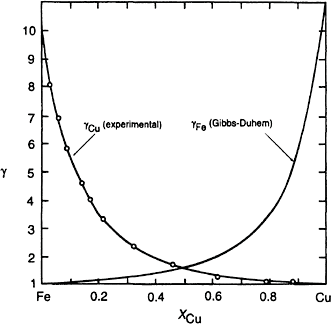 10
9
8
γCu (experimental)
γFe (Gibbs-Duhem)
7
6
γ
5
4
3
2
1
Fe
0.2
0.4
0.6
0.8
Cu
XCu